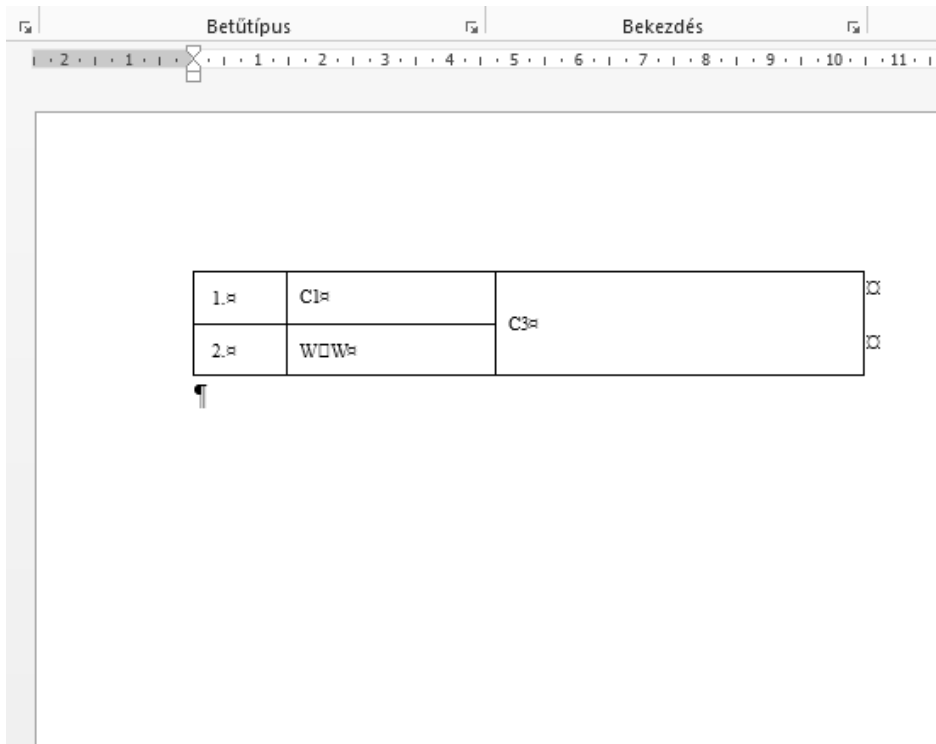 Betűtípus Bekezdés
2 1 1 2 3 4 5 6 7 8 9 10 11
1.¤ C1¤ C3¤ ¤
2.¤ W□W¤ ¤
¶